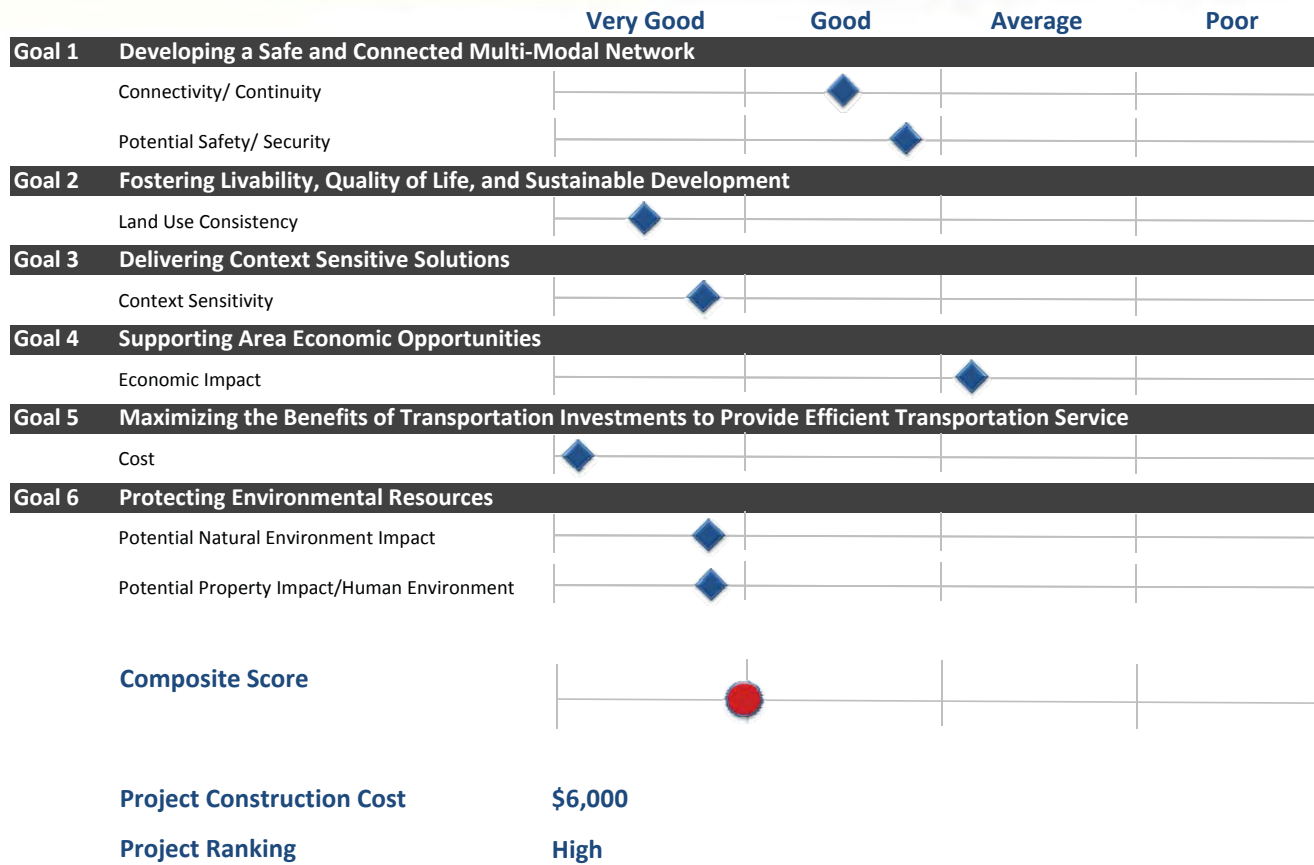 Very Good Good Average Poor
Goal 1 Developing a Safe and Connected Multi-Modal Network
Connectivity/ Continuity
Potential Safety/ Security
Goal 2 Fostering Livability, Quality of Life, and Sustainable Development
Land Use Consistency
Goal 3 Delivering Context Sensitive Solutions
Context Sensitivity
Goal 4 Supporting Area Economic Opportunities
Economic Impact
Goal 5 Maximizing the Benefits of Transportation Investments to Provide Efficient Transportation Service
Cost
Goal 6 Protecting Environmental Resources
Potential Natural Environment Impact
Potential Property Impact/Human Environment
Composite Score
Project Construction Cost $6,000
Project Ranking High